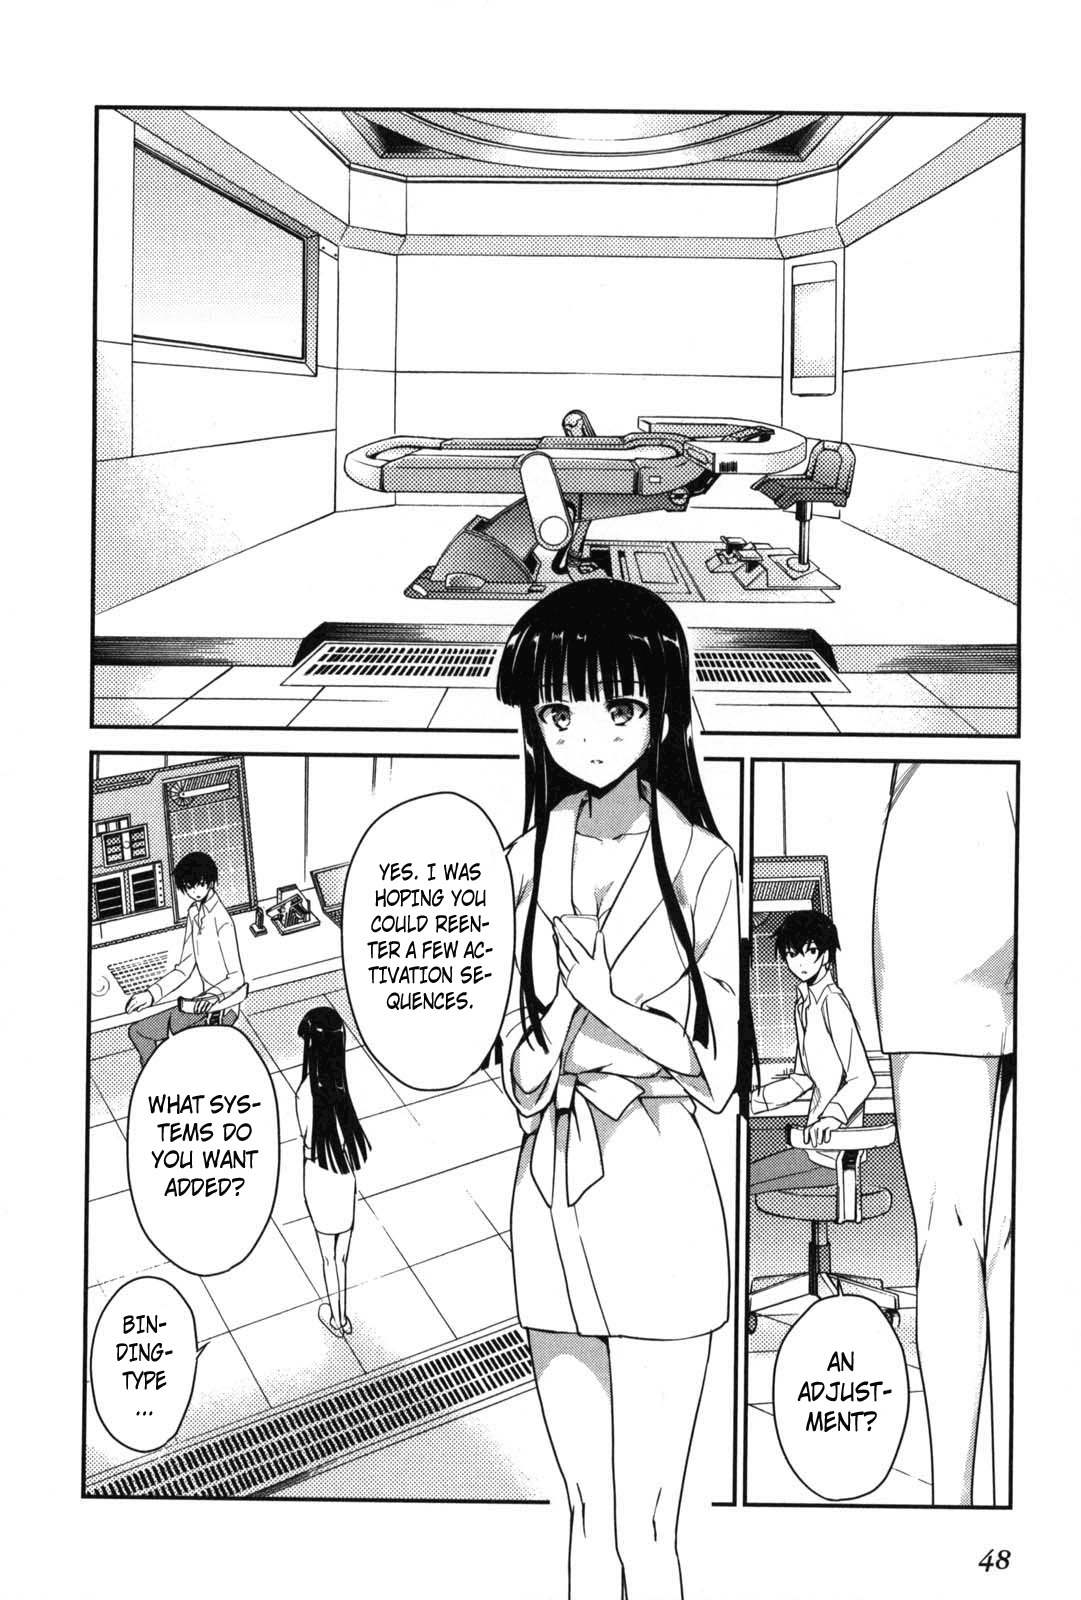 AN
ADJUST-
MENT?
YES. I WAS
HOPING YOU
COULD REEN-
TER A FEW AC-
TIVATION SE-
QUENCES.
WHAT SYS-
TEMS DO
YOU WANT
ADDED?
BIN-
DING-
TYPE
...
48